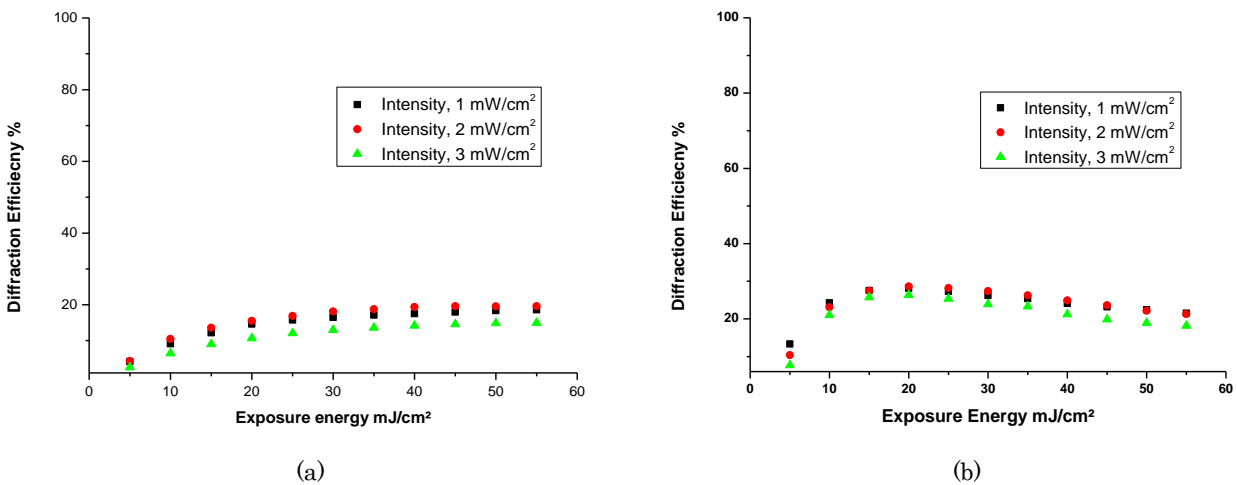 100
80
60
40
20
Diffraction Efficiecny %
Intensity, 1 mW/cm²
Intensity, 2 mW/cm²
Intensity, 3 mW/cm²
0 10 20 30 40 50 60
Exposure energy mJ/cm²
(a)
100
80
60
40
20
Diffraction Efficiecny %
Intensity, 1 mW/cm²
Intensity, 2 mW/cm²
Intensity, 3 mW/cm²
0 10 20 30 40 50 60
Exposure Energy mJ/cm²
(b)